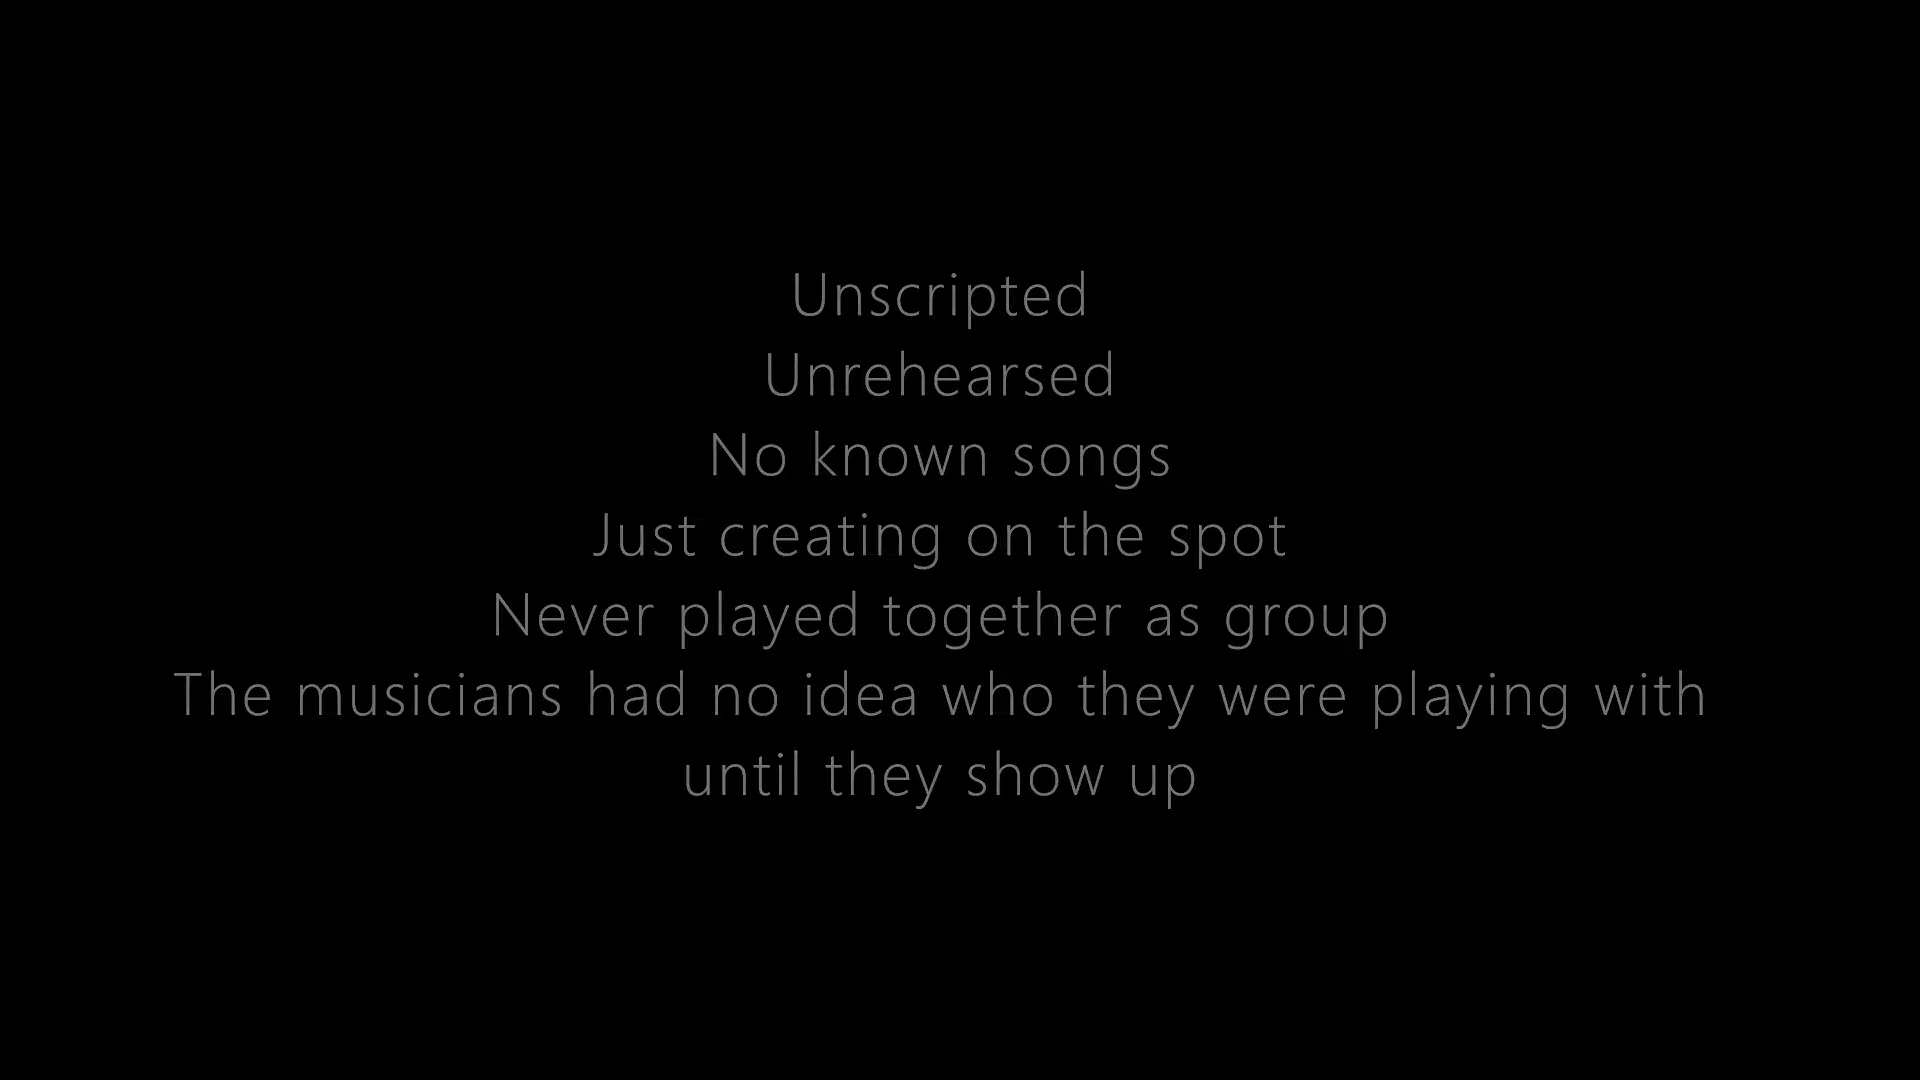 Unscripted
Unrehearsed
No known songs
Just creating on the spot
Never played together as group
The musicians had no idea who they were playing with
until they show up